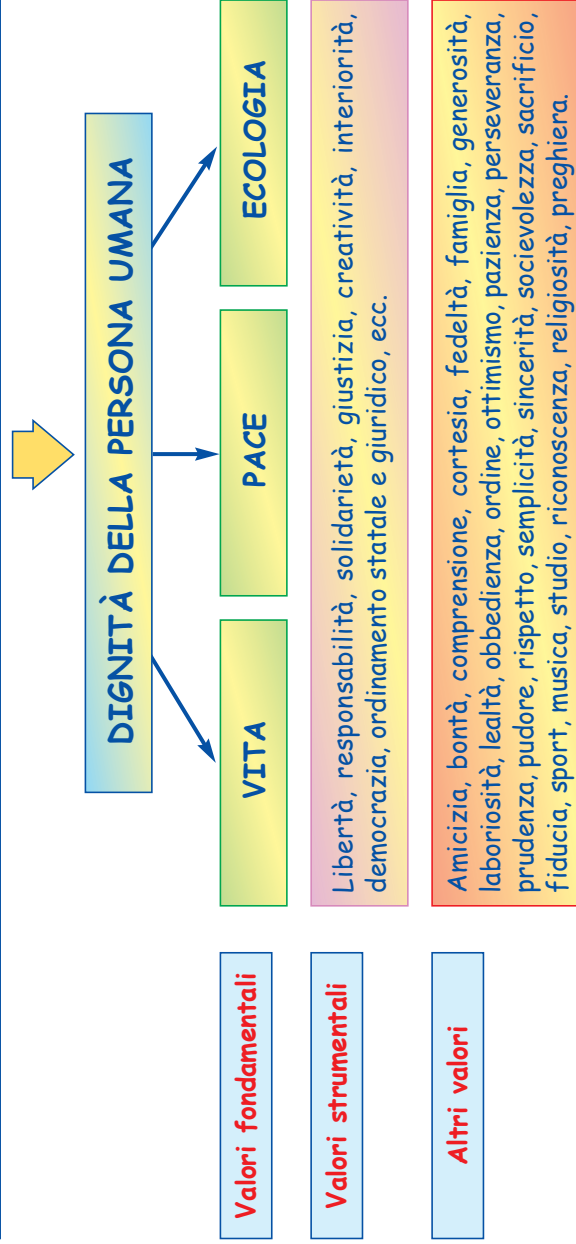 DIGNITÀ DELLA PERSONA UMANA
Valori fondamentali
VITA
PACE
ECOLOGIA
Valori strumentali
Libertà, responsabilità, solidarietà, giustizia, creatività, interiorità,
democrazia, ordinamento statale e giuridico, ecc.
Altri valori
Amicizia, bontà, comprensione, cortesia, fedeltà, famiglia, generosità,
laboriosità, lealtà, obbedienza, ordine, ottimismo, pazienza, perseveranza,
prudenza, pudore, rispetto, semplicità, sincerità, socievolezza, sacrificio,
fiducia, sport, musica, studio, riconoscenza, religiosità, preghiera.